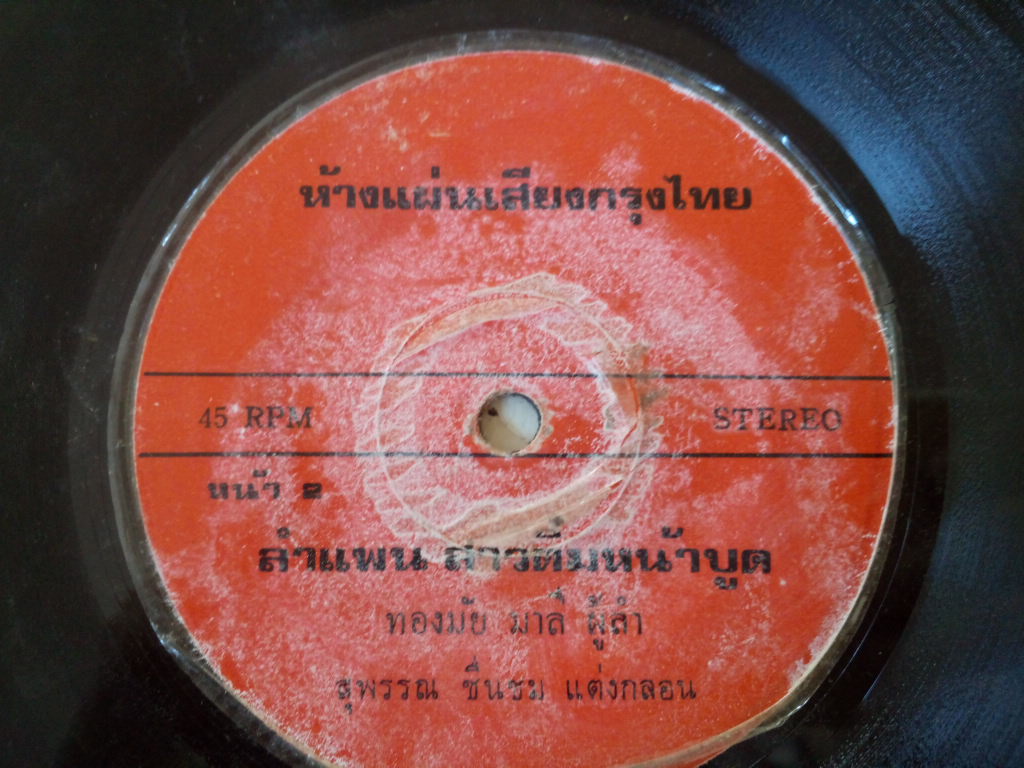 ห้างแผ่นเสียงกรุงไทย
45 RPM STEREO
หน้า ๒
ลำแพน สาวติ๋มหน้าบูด
ทองมัย มาลี ผู้ลำ
สุพรรณ ชื่นชม แต่งกลอน